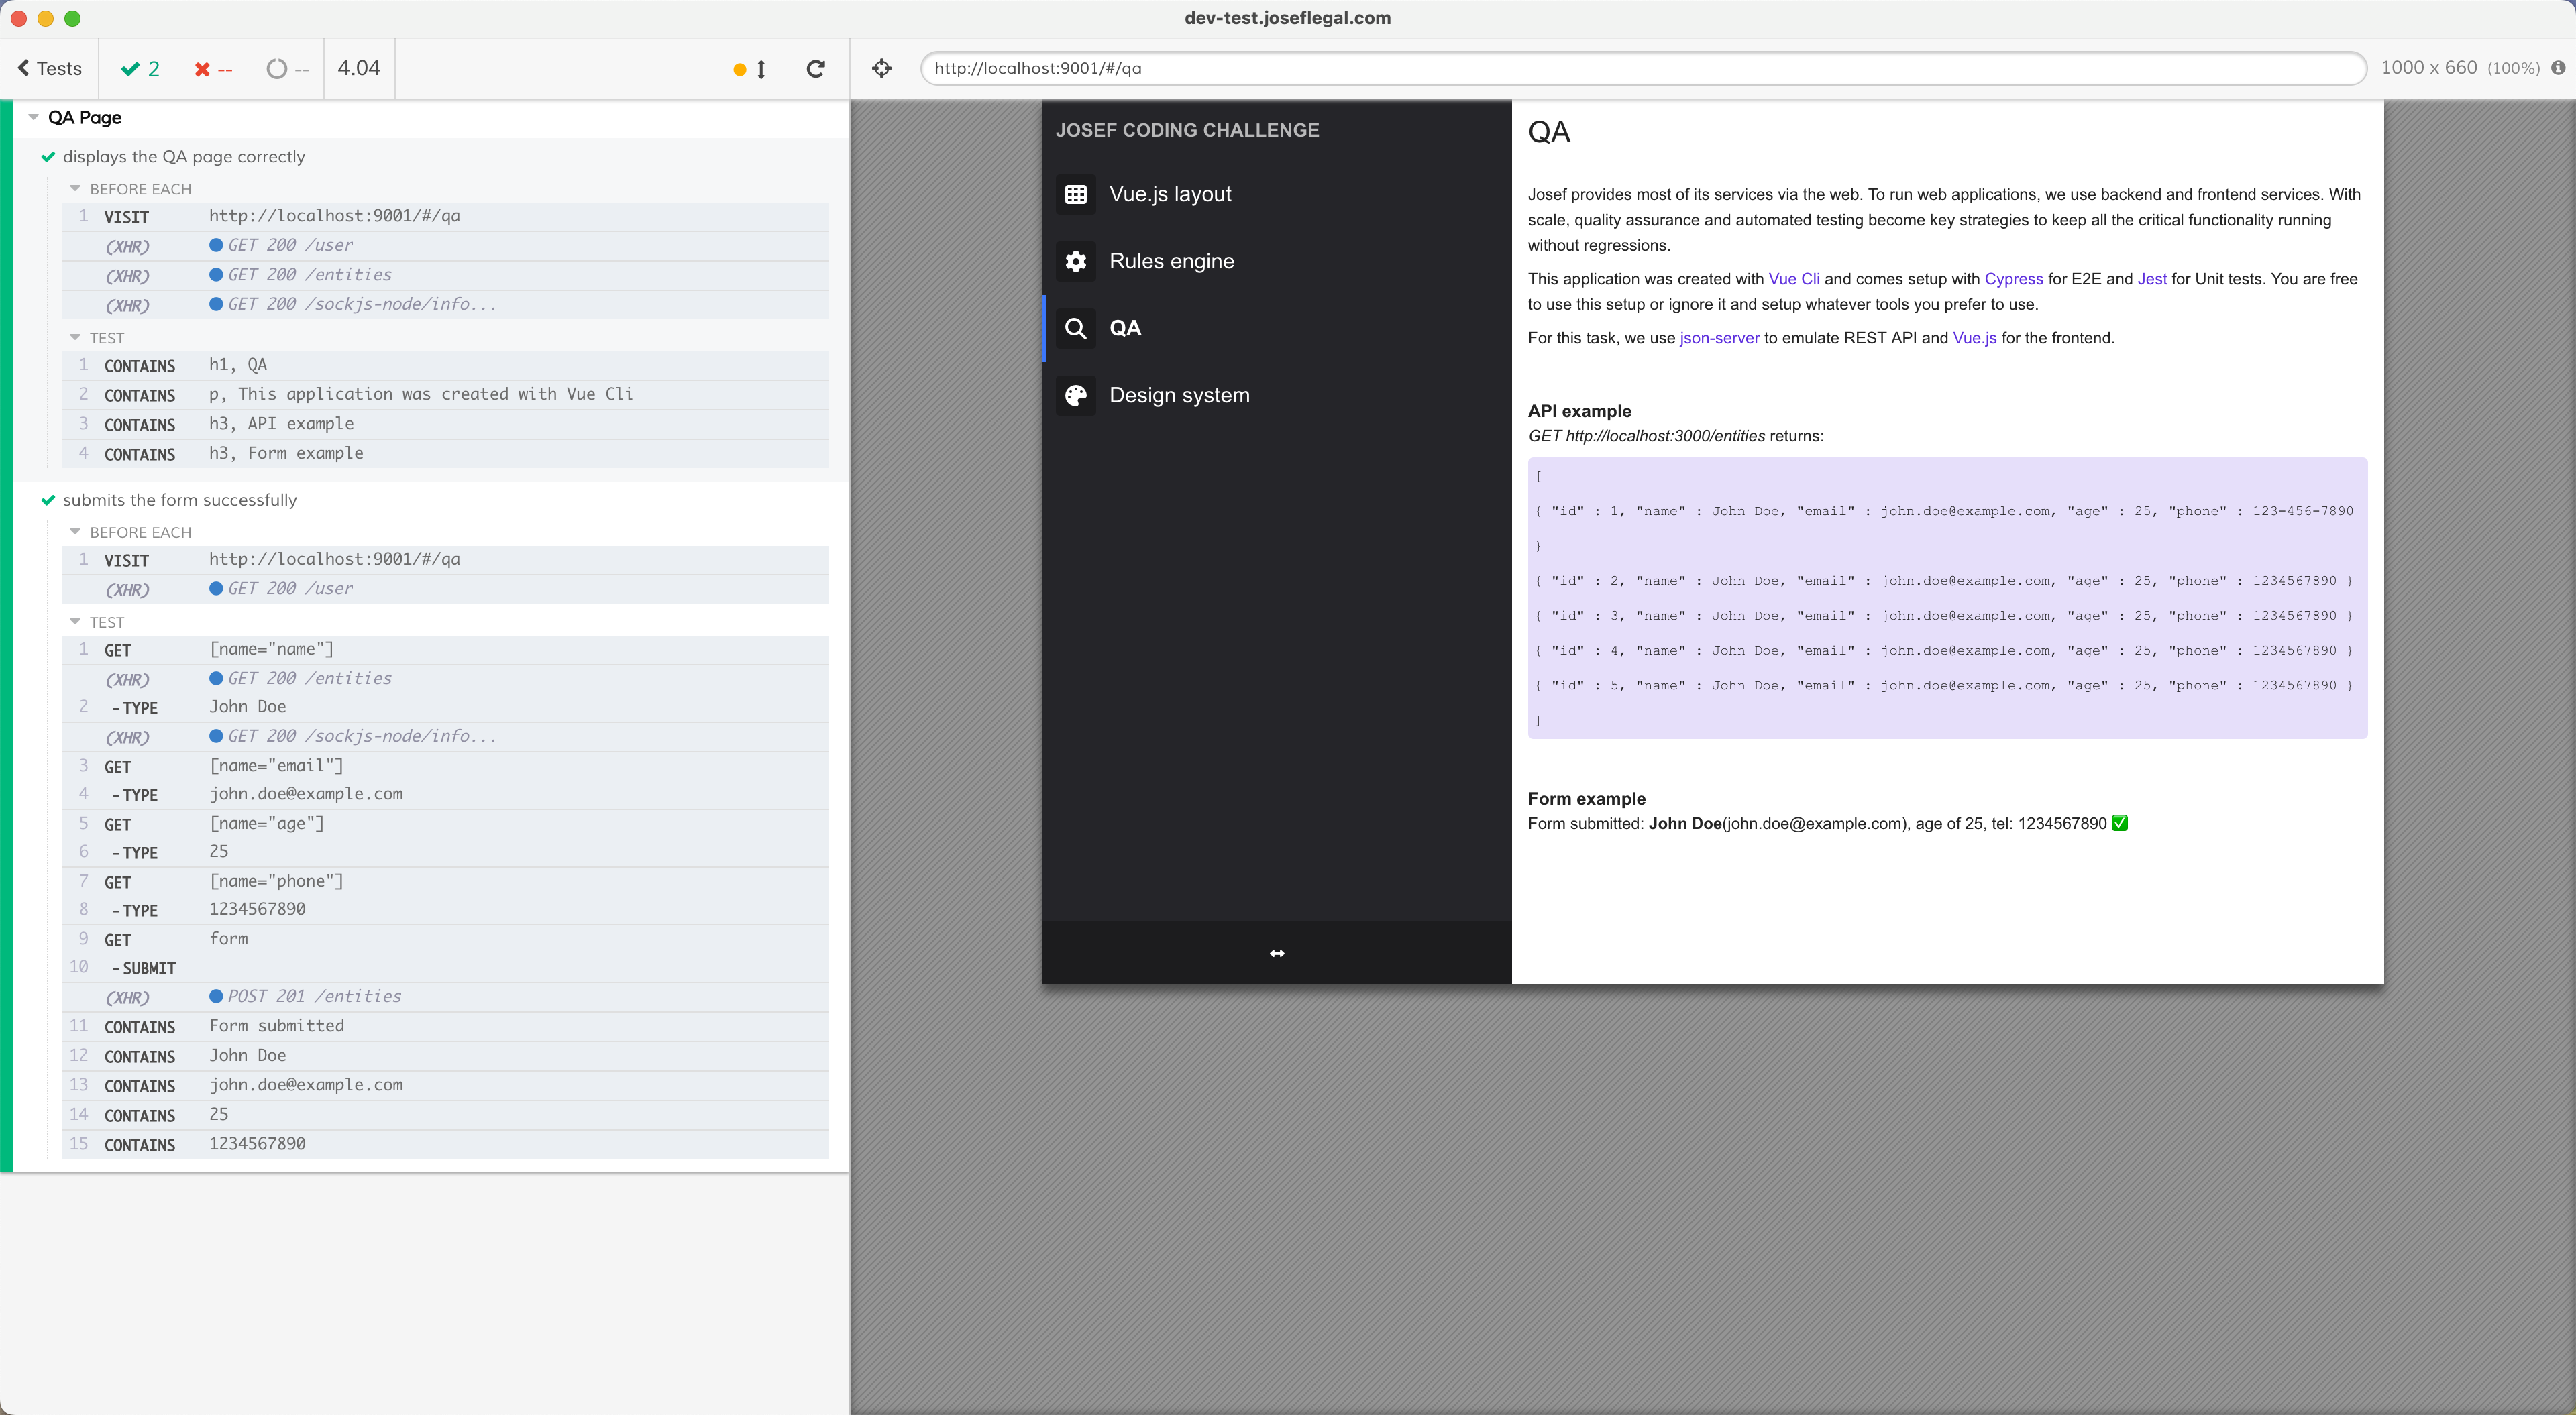 dev-test.joseflegal.com
Tests
2
--
--
4.04
http://localhost:9001/#/qa
1000 x 660 (100%)
QA Page
displays the QA page correctly
BEFORE EACH
1 VISIT http://localhost:9001/#/qa
(XHR) GET 200 /user
(XHR) GET 200 /entities
(XHR) GET 200 /sockjs-node/info...
TEST
1 CONTAINS h1, QA
2 CONTAINS p, This application was created with Vue Cli
3 CONTAINS h3, API example
4 CONTAINS h3, Form example
submits the form successfully
BEFORE EACH
1 VISIT http://localhost:9001/#/qa
(XHR) GET 200 /user
TEST
1 GET [name="name"]
(XHR) GET 200 /entities
2 -TYPE John Doe
(XHR) GET 200 /sockjs-node/info...
3 GET [name="email"]
4 -TYPE john.doe@example.com
5 GET [name="age"]
6 -TYPE 25
7 GET [name="phone"]
8 -TYPE 1234567890
9 GET form
10 -SUBMIT
(XHR) POST 201 /entities
11 CONTAINS Form submitted
12 CONTAINS John Doe
13 CONTAINS john.doe@example.com
14 CONTAINS 25
15 CONTAINS 1234567890
JOSEF CODING CHALLENGE
Vue.js layout
Rules engine
QA
Design system
QA
Josef provides most of its services via the web. To run web applications, we use backend and frontend services. With
scale, quality assurance and automated testing become key strategies to keep all the critical functionality running
without regressions.
This application was created with Vue Cli and comes setup with Cypress for E2E and Jest for Unit tests. You are free
to use this setup or ignore it and setup whatever tools you prefer to use.
For this task, we use json-server to emulate REST API and Vue.js for the frontend.
API example
GET http://localhost:3000/entities returns:
[
{ "id" : 1, "name" : John Doe, "email" : john.doe@example.com, "age" : 25, "phone" : 123-456-7890
}
{ "id" : 2, "name" : John Doe, "email" : john.doe@example.com, "age" : 25, "phone" : 1234567890 }
{ "id" : 3, "name" : John Doe, "email" : john.doe@example.com, "age" : 25, "phone" : 1234567890 }
{ "id" : 4, "name" : John Doe, "email" : john.doe@example.com, "age" : 25, "phone" : 1234567890 }
{ "id" : 5, "name" : John Doe, "email" : john.doe@example.com, "age" : 25, "phone" : 1234567890 }
]
Form example
Form submitted: John Doe(john.doe@example.com), age of 25, tel: 1234567890 ✅